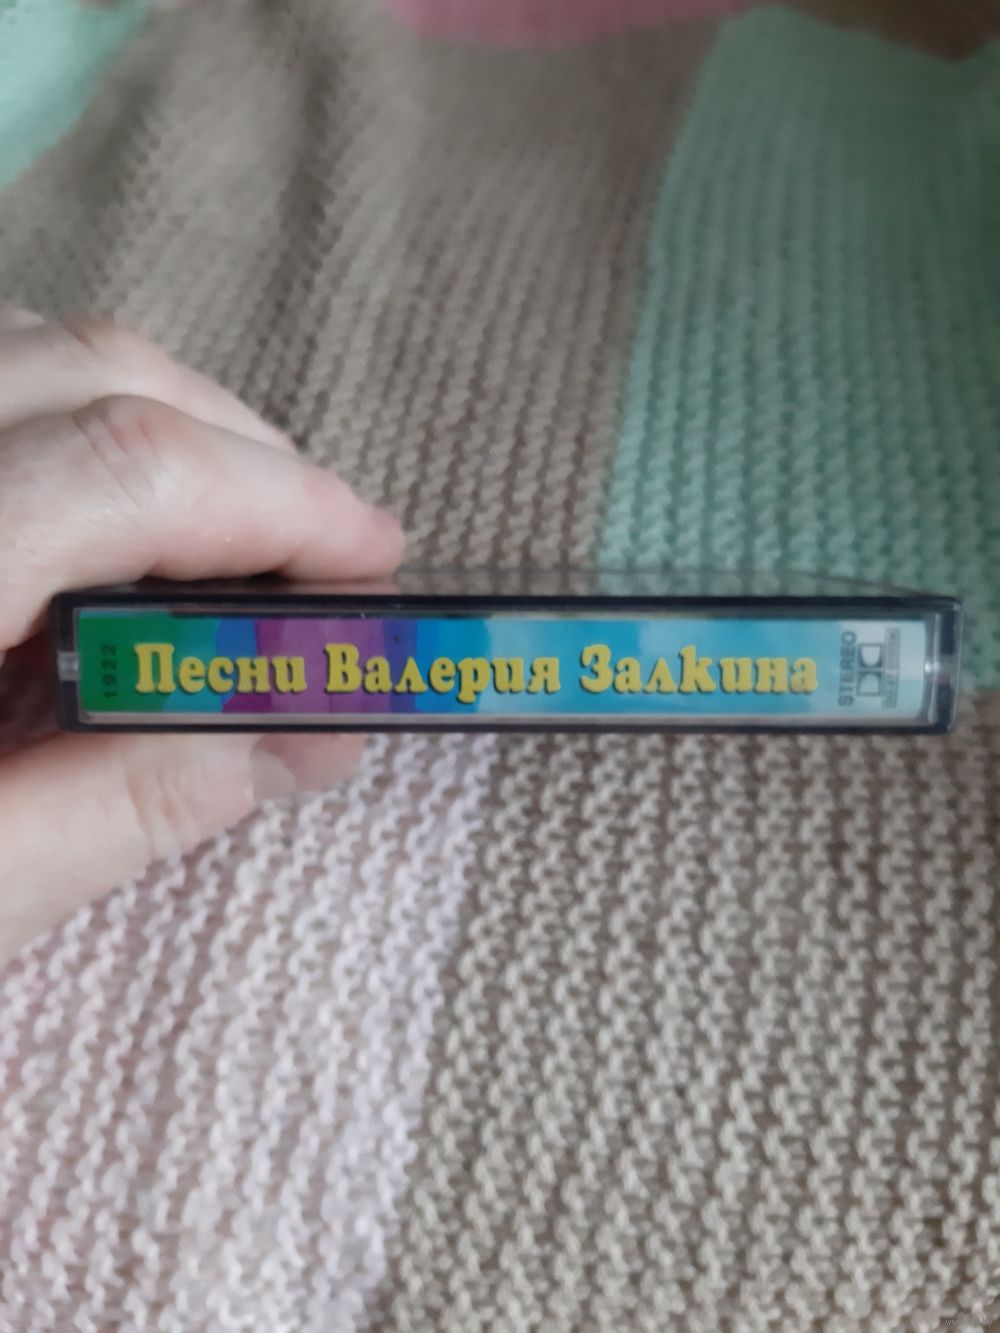 1922
Песни Валерия Залкина
STEREO